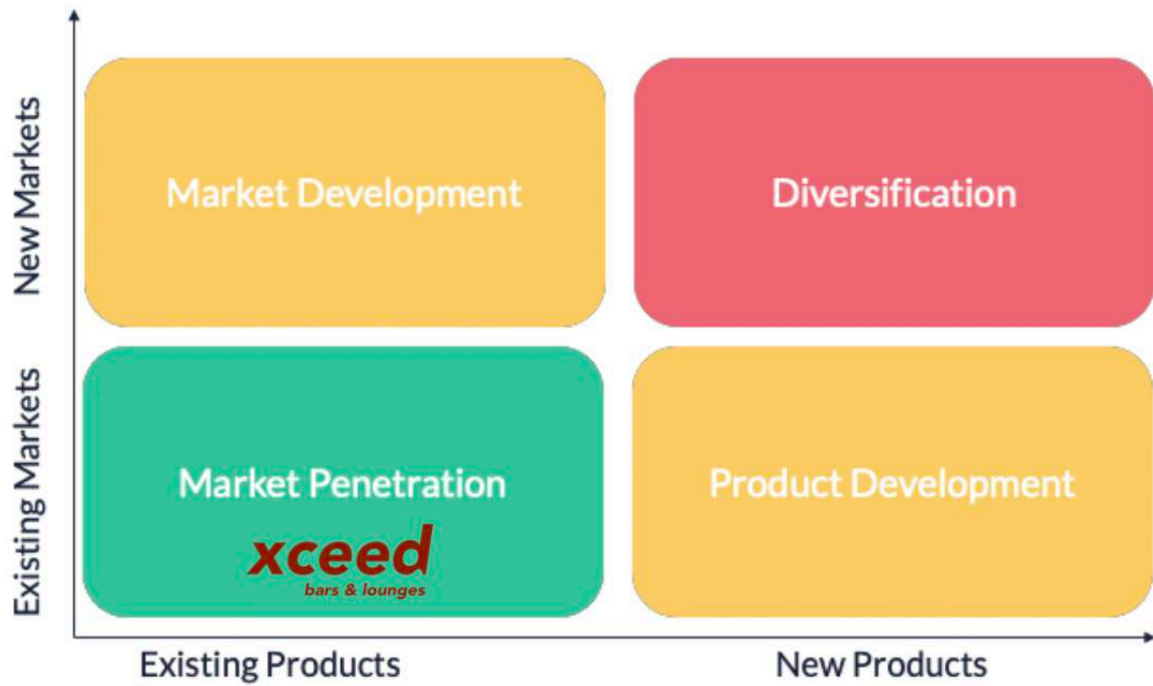 New Markets
Market Development
Diversification
Existing Markets
Market Penetration
xceed
bars & lounges
Product Development
Existing Products
New Products